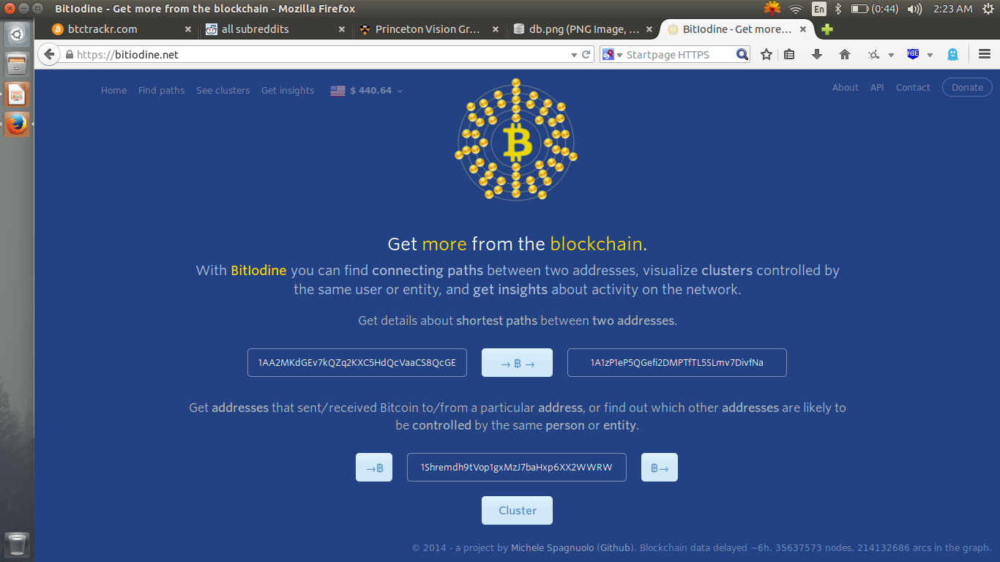 BitIodine - Get more from the blockchain - Mozilla Firefox
En
(0:44)
2:23 AM
btctrackr.com
all subreddits
Princeton Vision Gr...
db.png (PNG Image, ...
BitIodine - Get more...
https://bitiodine.net
Startpage HTTPS
ABE
Home Find paths See clusters Get insights $ 440.64
About API Contact Donate
Get more from the blockchain.
With BitIodine you can find connecting paths between two addresses, visualize clusters controlled by
the same user or entity, and get insights about activity on the network.
Get details about shortest paths between two addresses.
1AA2MKdGEv7kQZq2KXC5HdQcVaaCS8QcGE
→ ฿ →
1A1zP1eP5QGefi2DMPTfTL5SLmv7DivfNa
Get addresses that sent/received Bitcoin to/from a particular address, or find out which other addresses are likely to
be controlled by the same person or entity.
→฿
1Shremdh9tVop1gxMzJ7baHxp6XX2WWRW
฿→
Cluster
© 2014 - a project by Michele Spagnuolo (Github). Blockchain data delayed ~6h. 35637573 nodes, 214132686 arcs in the graph.